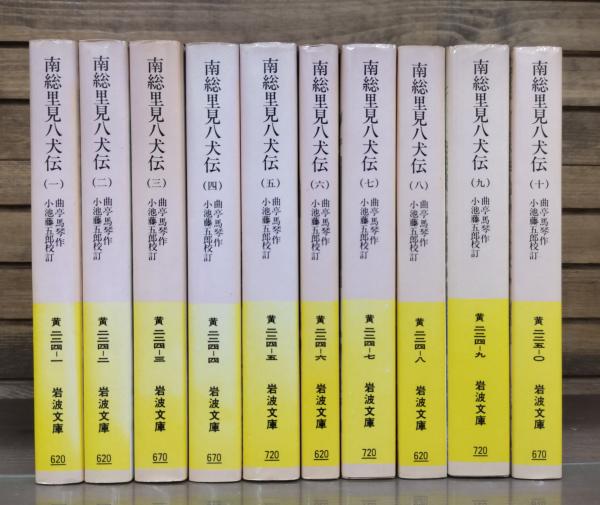 南総里見八犬伝（一）
曲亭馬琴作
小池藤五郎校訂
黄二二四-一
岩波文庫
620
南総里見八犬伝（二）
曲亭馬琴作
小池藤五郎校訂
黄二二四-二
岩波文庫
620
南総里見八犬伝（三）
曲亭馬琴作
小池藤五郎校訂
黄二二四-三
岩波文庫
670
南総里見八犬伝（四）
曲亭馬琴作
小池藤五郎校訂
黄二二四-四
岩波文庫
670
南総里見八犬伝（五）
曲亭馬琴作
小池藤五郎校訂
黄二二四-五
岩波文庫
720
南総里見八犬伝（六）
曲亭馬琴作
小池藤五郎校訂
黄二二四-六
岩波文庫
620
南総里見八犬伝（七）
曲亭馬琴作
小池藤五郎校訂
黄二二四-七
岩波文庫
720
南総里見八犬伝（八）
曲亭馬琴作
小池藤五郎校訂
黄二二四-八
岩波文庫
620
南総里見八犬伝（九）
曲亭馬琴作
小池藤五郎校訂
黄二二四-九
岩波文庫
720
南総里見八犬伝（十）
曲亭馬琴作
小池藤五郎校訂
黄二二五-〇
岩波文庫
670